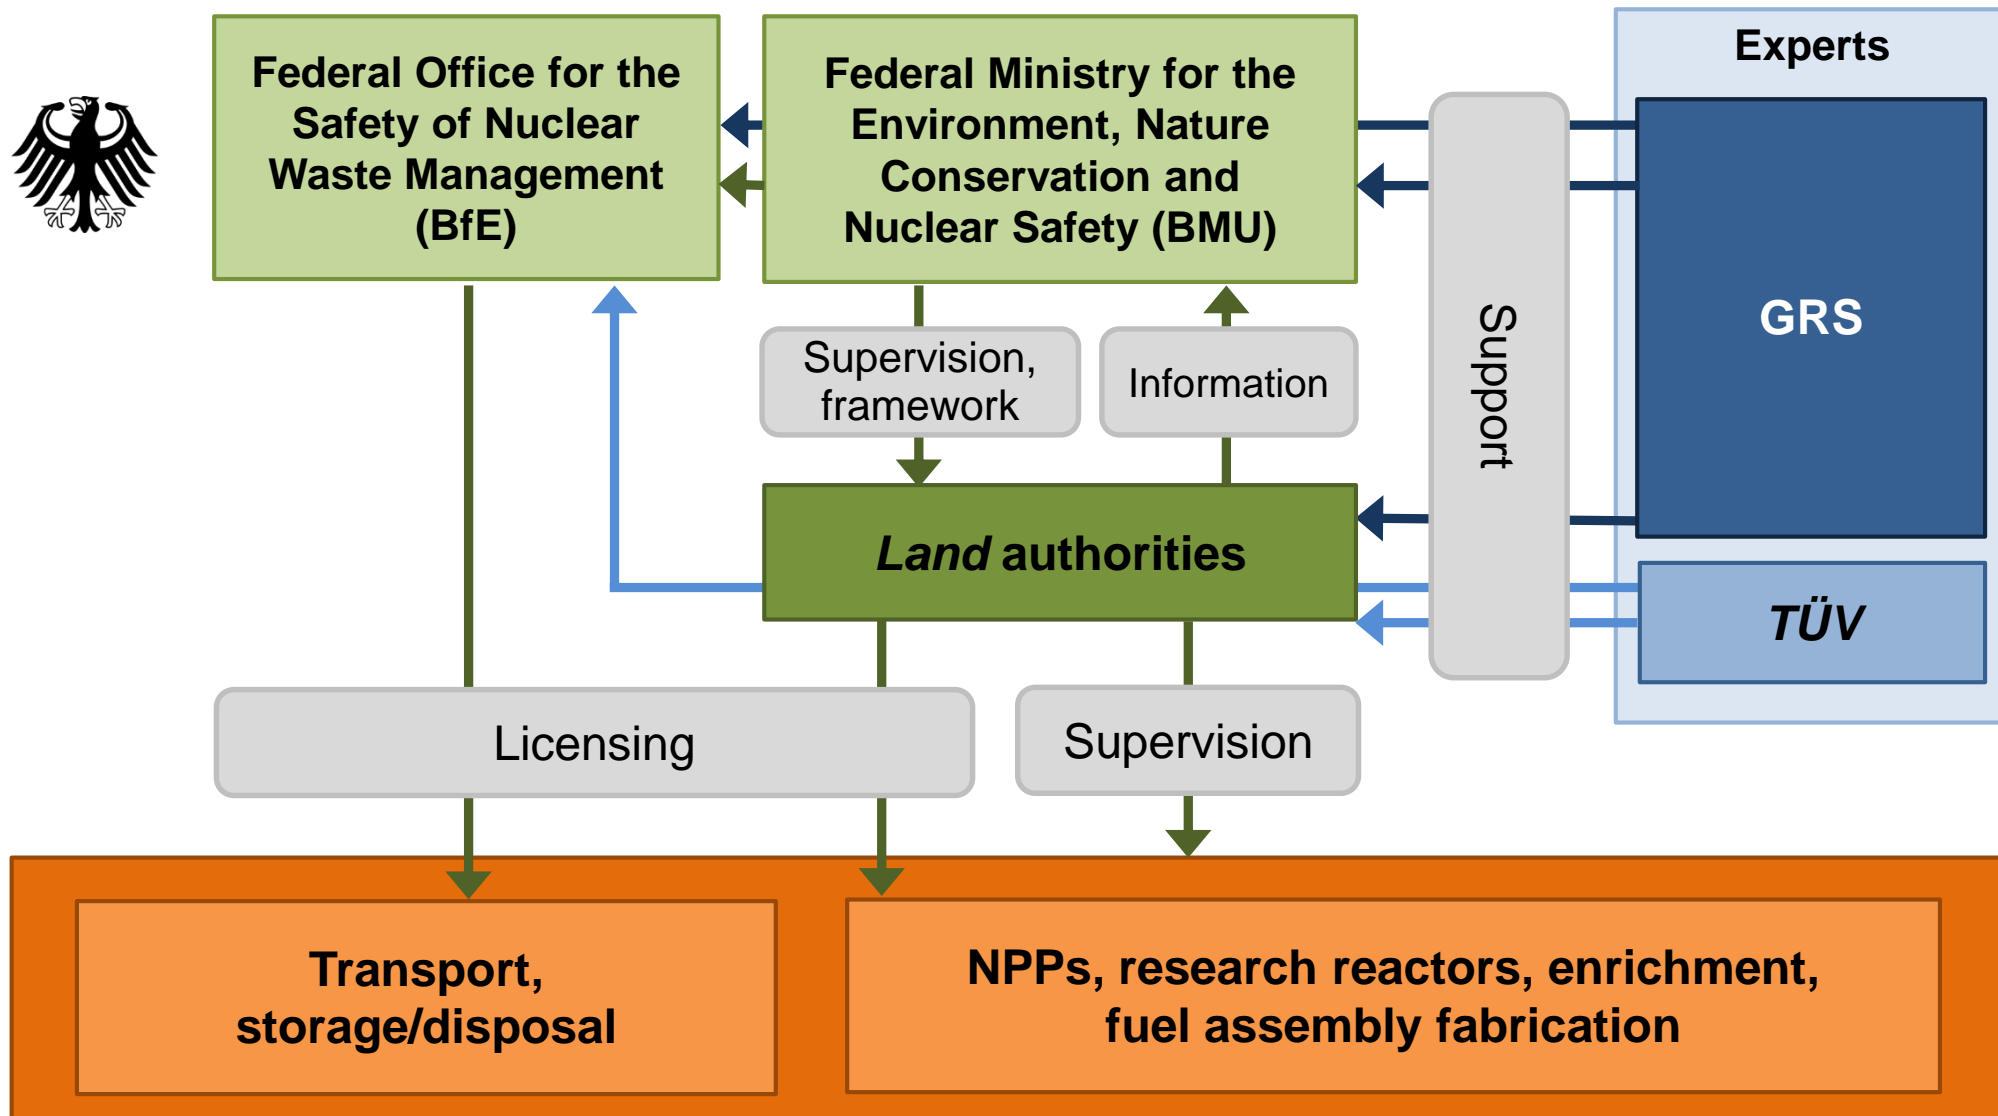 Federal Office for the
Safety of Nuclear
Waste Management
(BfE)
Federal Ministry for the
Environment, Nature
Conservation and
Nuclear Safety (BMU)
Experts
GRS
Support
Supervision,
framework
Information
Land authorities
TÜV
Licensing
Supervision
Transport,
storage/disposal
NPPs, research reactors, enrichment,
fuel assembly fabrication